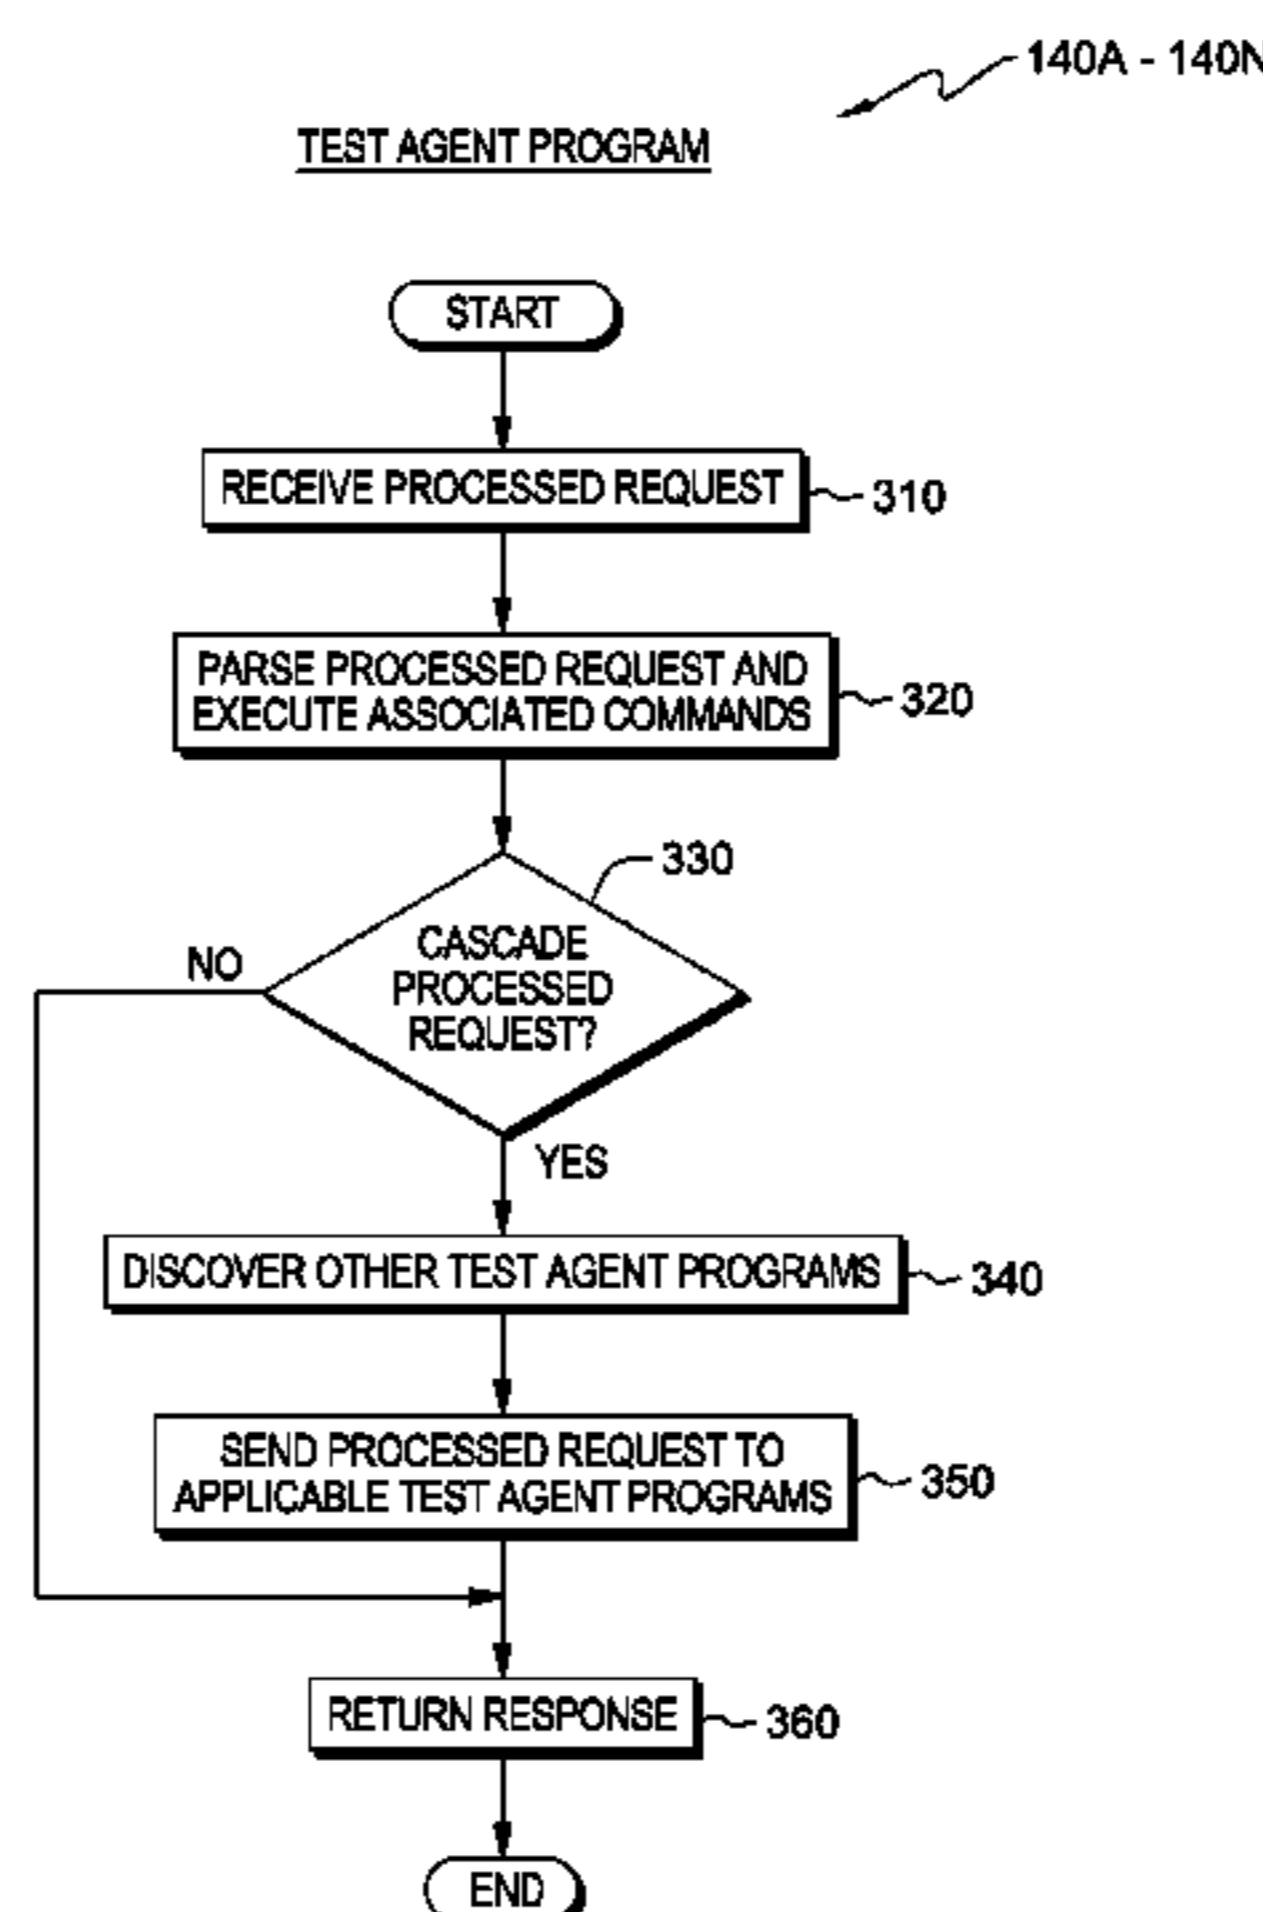 140A - 140N
TEST AGENT PROGRAM
START
RECEIVE PROCESSED REQUEST
310
PARSE PROCESSED REQUEST AND
EXECUTE ASSOCIATED COMMANDS
320
330
CASCADE
PROCESSED
REQUEST?
NO
YES
DISCOVER OTHER TEST AGENT PROGRAMS
340
SEND PROCESSED REQUEST TO
APPLICABLE TEST AGENT PROGRAMS
350
RETURN RESPONSE
360
END